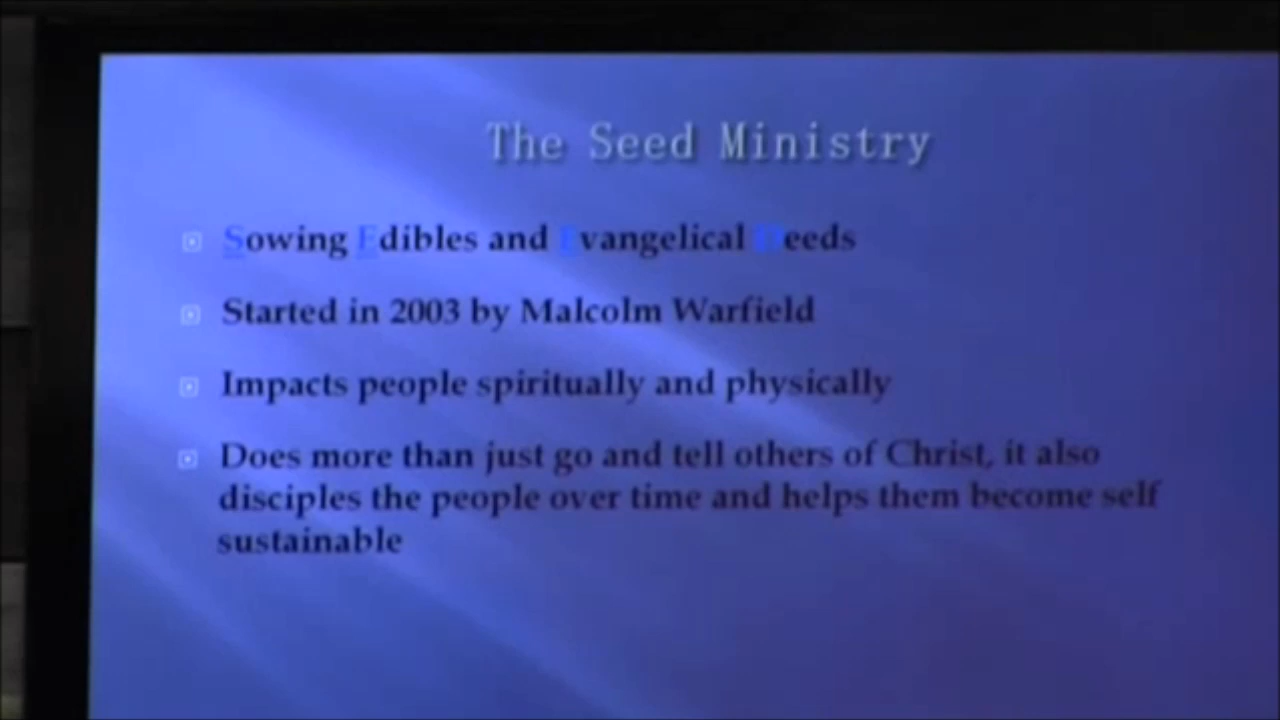 The Seed Ministry
Sowing Edibles and Evangelical Deeds
Started in 2003 by Malcolm Warfield
Impacts people spiritually and physically
Does more than just go and tell others of Christ, it also
disciples the people over time and helps them become self
sustainable